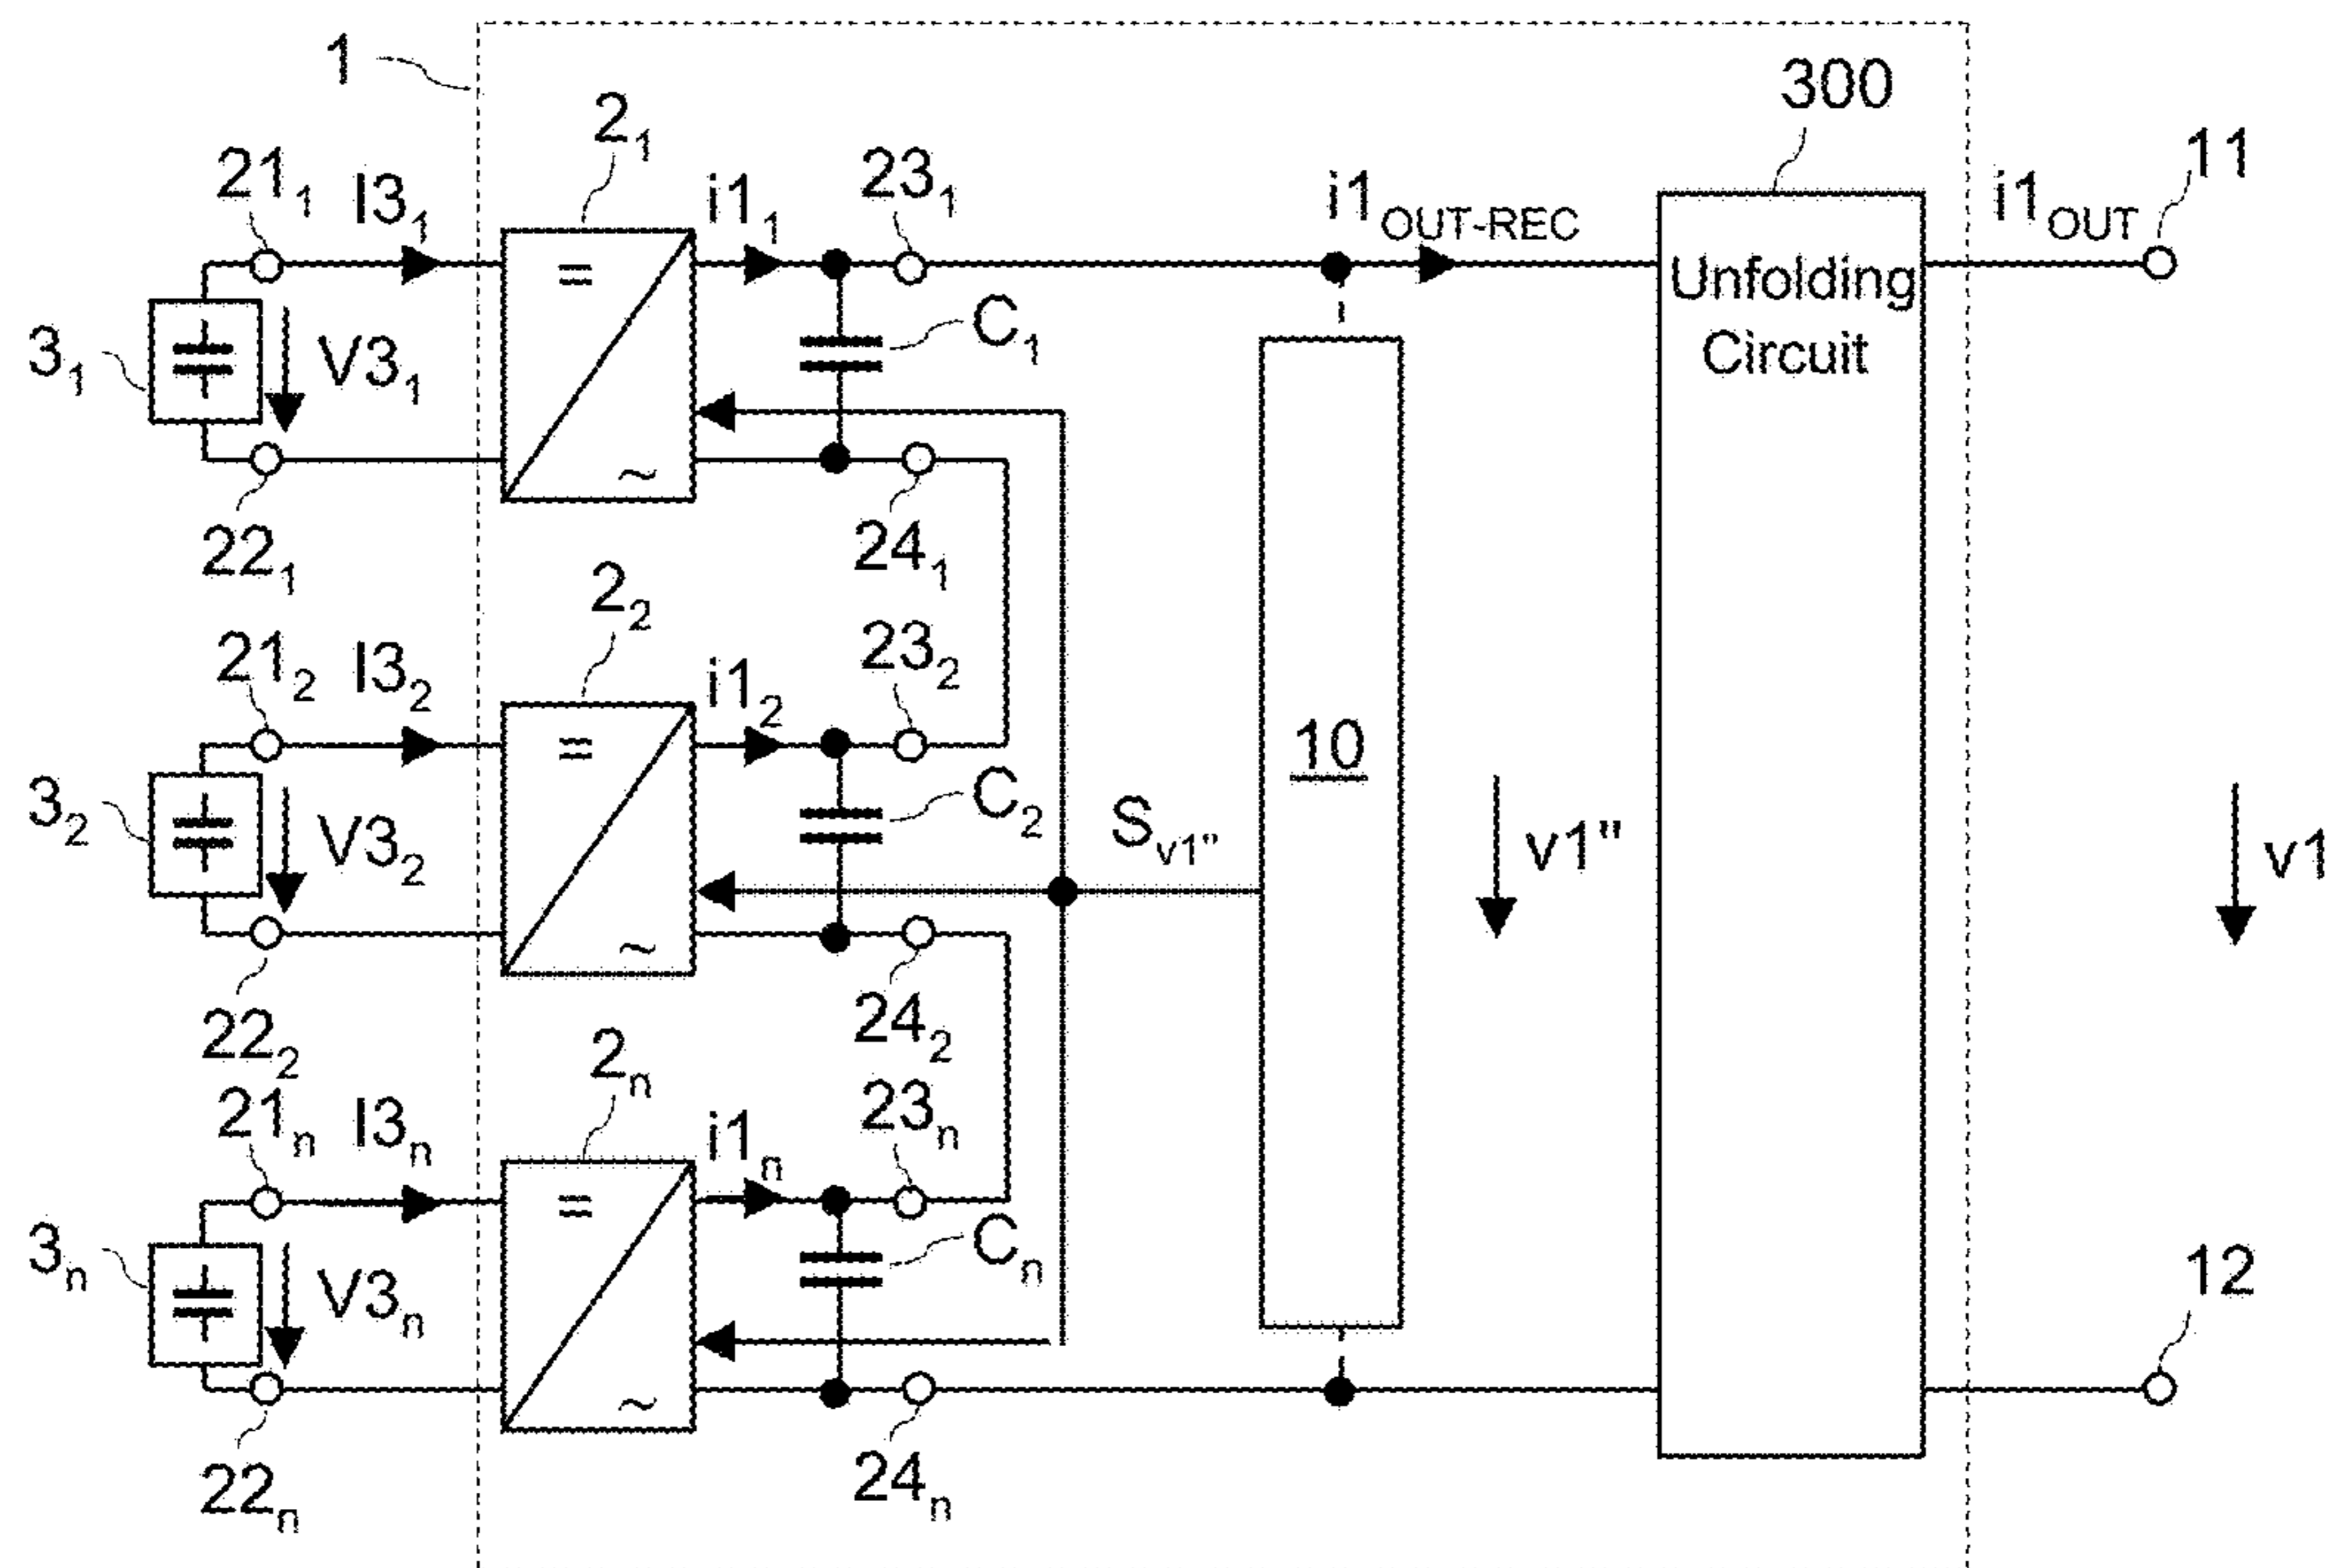 1
300
2₁
11
21₁
I3₁
i1₁
23₁
i1OUT-REC
i1OUT
=
Unfolding
Circuit
3₁
V3₁
C₁
~
22₁
24₁
2₂
21₂
I3₂
i1₂
23₂
=
10
3₂
V3₂
C₂
Sv1"
v1"
v1
~
22₂
24₂
2n
21n
I3n
i1n
23n
=
3n
V3n
Cn
12
~
22n
24n